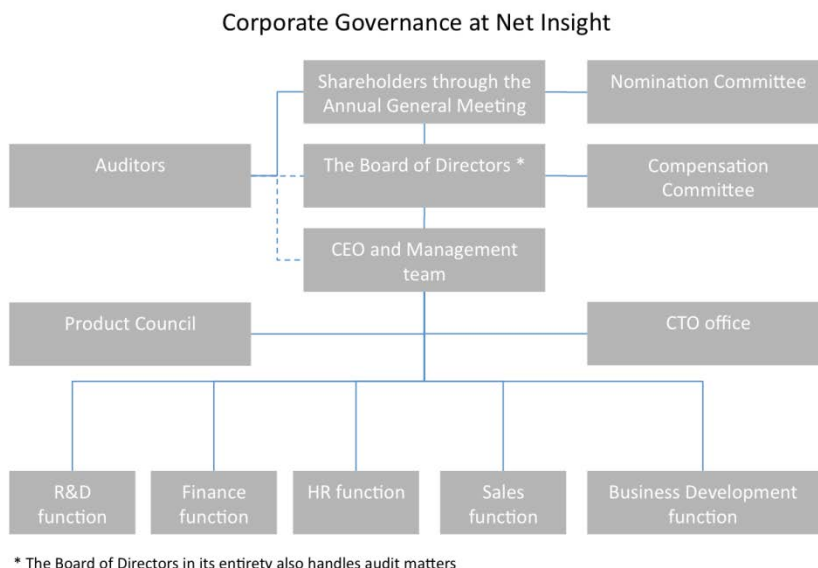 Corporate Governance at Net Insight
Shareholders through the
Annual General Meeting
Nomination Committee
Auditors
The Board of Directors *
Compensation
Committee
CEO and Management
team
Product Council
CTO office
R&D
function
Finance
function
HR function
Sales
function
Business Development
function
* The Board of Directors in its entirety also handles audit matters